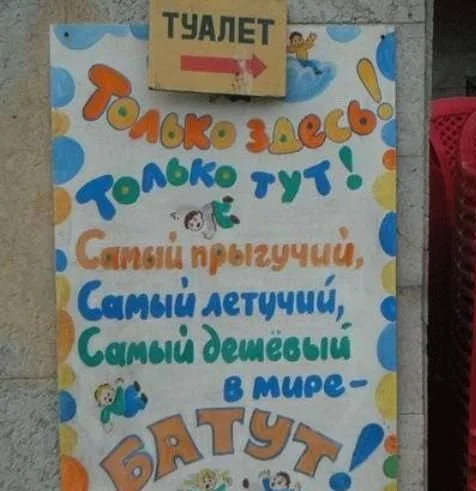 ТУАЛЕТ
Только здесь!
Только тут!
Самый прыгучий,
Самый летучий,
Самый дешёвый
в мире-
БАТУТ!